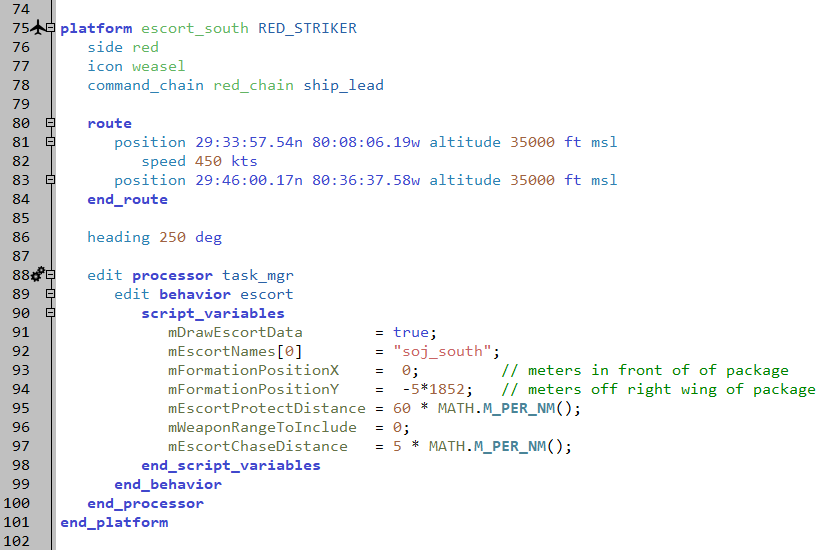 74
75 platform escort_south RED_STRIKER
76 side red
77 icon weasel
78 command_chain red_chain ship_lead
79
80 route
81 position 29:33:57.54n 80:08:06.19w altitude 35000 ft msl
82 speed 450 kts
83 position 29:46:00.17n 80:36:37.58w altitude 35000 ft msl
84 end_route
85
86 heading 250 deg
87
88 edit processor task_mgr
89 edit behavior escort
90 script_variables
91 mDrawEscortData = true;
92 mEscortNames[0] = "soj_south";
93 mFormationPositionX = 0; // meters in front of of package
94 mFormationPositionY = -5*1852; // meters off right wing of package
95 mEscortProtectDistance = 60 * MATH.M_PER_NM();
96 mWeaponRangeToInclude = 0;
97 mEscortChaseDistance = 5 * MATH.M_PER_NM();
98 end_script_variables
99 end_behavior
100 end_processor
101 end_platform
102